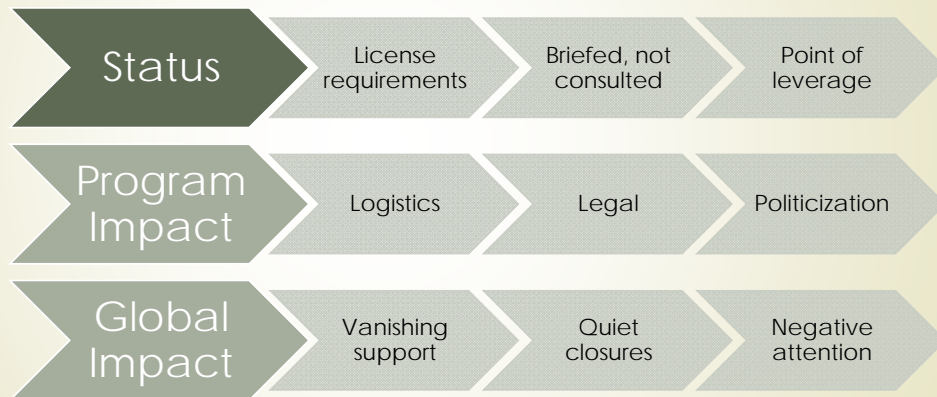 Status
License
requirements
Briefed, not
consulted
Point of
leverage
Program
Impact
Logistics
Legal
Politicization
Global
Impact
Vanishing
support
Quiet
closures
Negative
attention